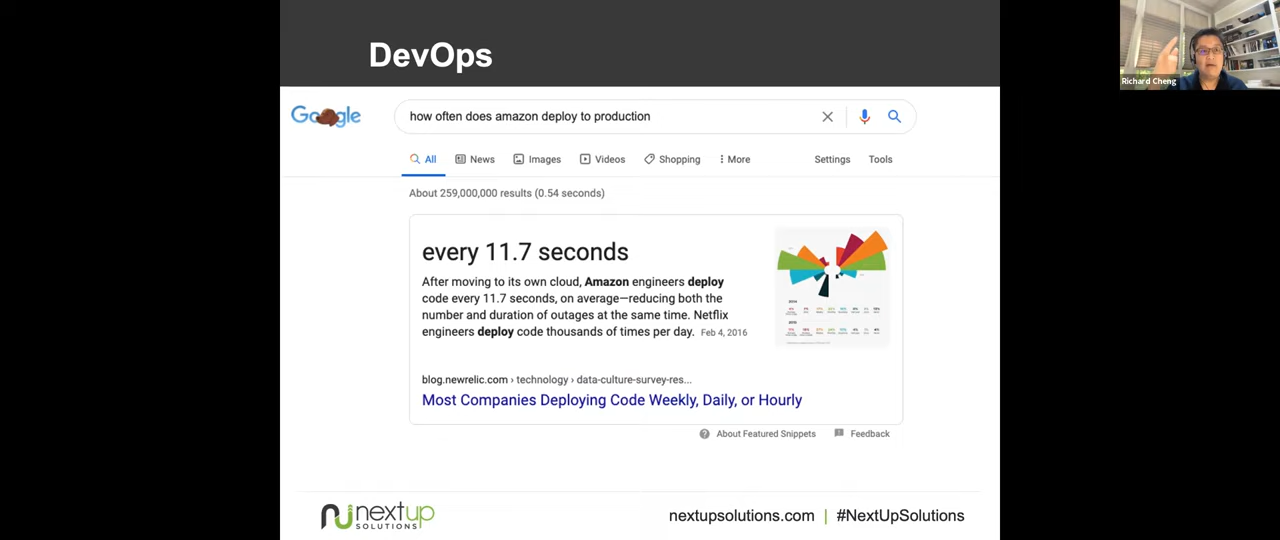 DevOps
Richard Cheng
Google
how often does amazon deploy to production
All News Images Videos Shopping More Settings Tools
About 259,000,000 results (0.54 seconds)
every 11.7 seconds
After moving to its own cloud, Amazon engineers deploy
code every 11.7 seconds, on average—reducing both the
number and duration of outages at the same time. Netflix
engineers deploy code thousands of times per day. Feb 4, 2016
blog.newrelic.com › technology › data-culture-survey-res...
Most Companies Deploying Code Weekly, Daily, or Hourly
About Featured Snippets Feedback
nextup
SOLUTIONS
nextupsolutions.com | #NextUpSolutions